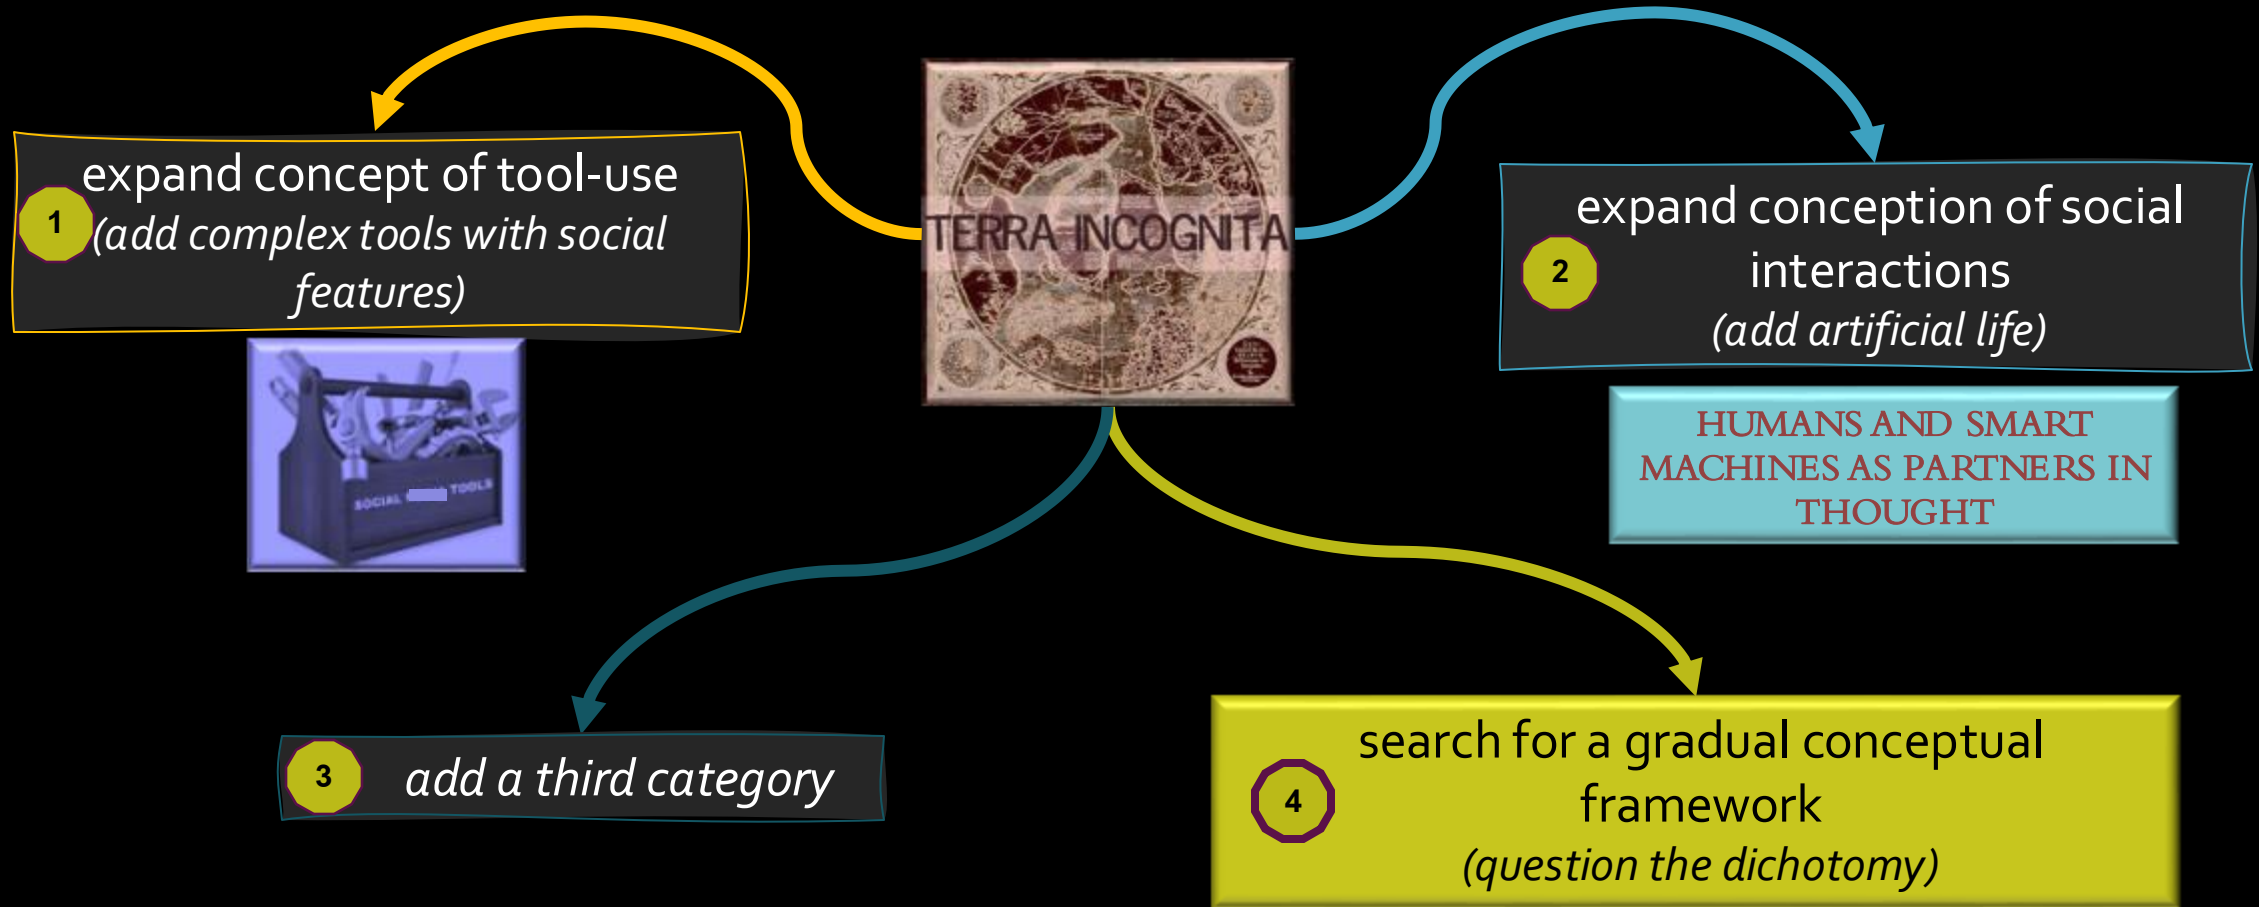 expand concept of tool-use
1
(add complex tools with social
features)
SOCIAL TOOLS
TERRA INCOGNITA
expand conception of social
2
interactions
(add artificial life)
HUMANS AND SMART
MACHINES AS PARTNERS IN
THOUGHT
3
add a third category
search for a gradual conceptual
4
framework
(question the dichotomy)